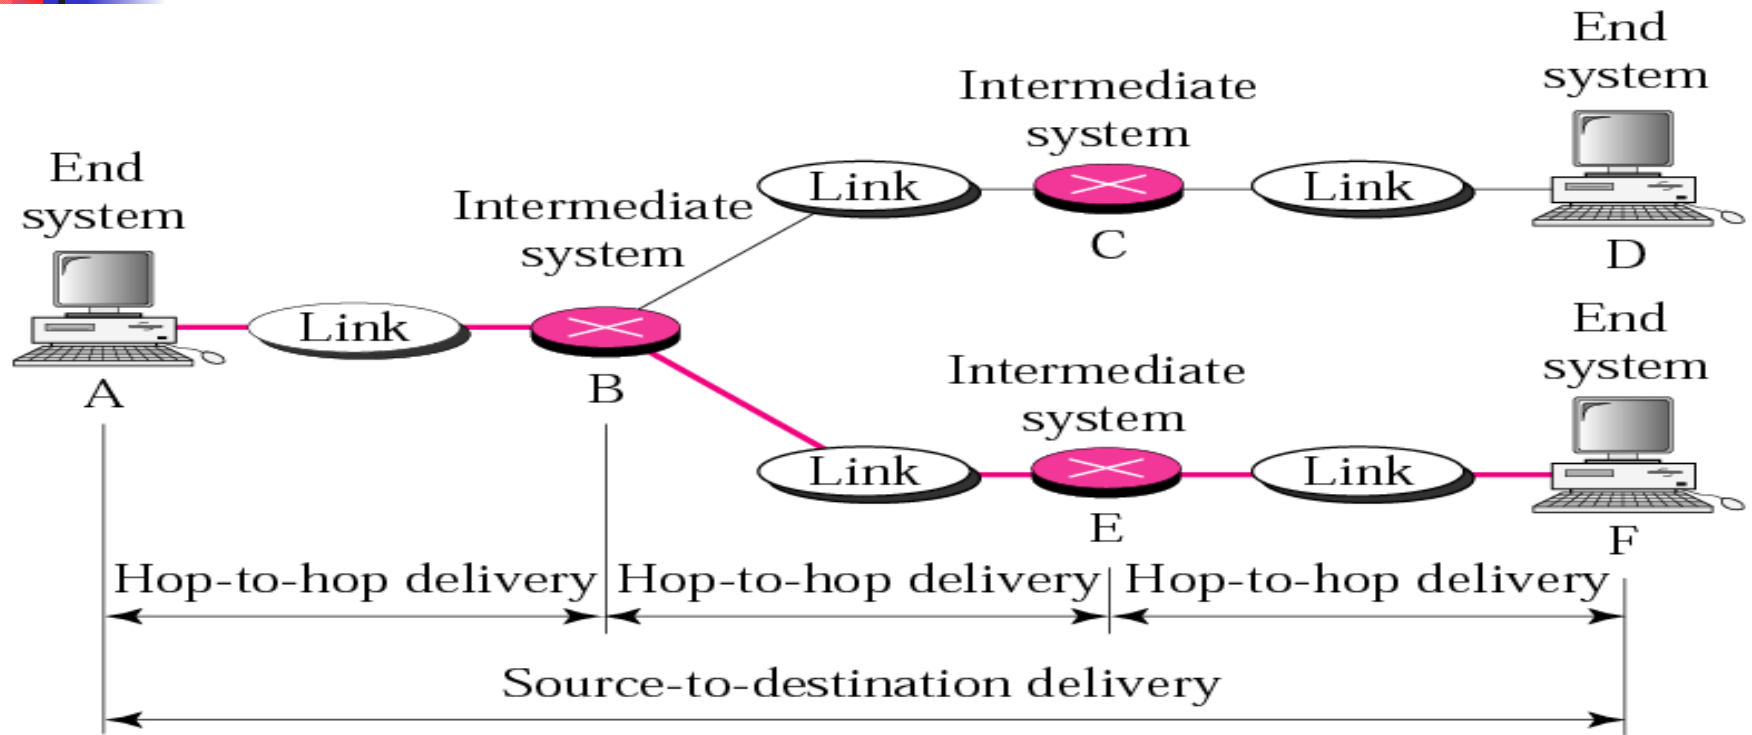 End
system
Intermediate
system
Link
Link
C
D
End
system
Intermediate
system
End
system
Link
A
B
Intermediate
system
Link
Link
E
End
system
F
Hop-to-hop delivery
Hop-to-hop delivery
Hop-to-hop delivery
Source-to-destination delivery